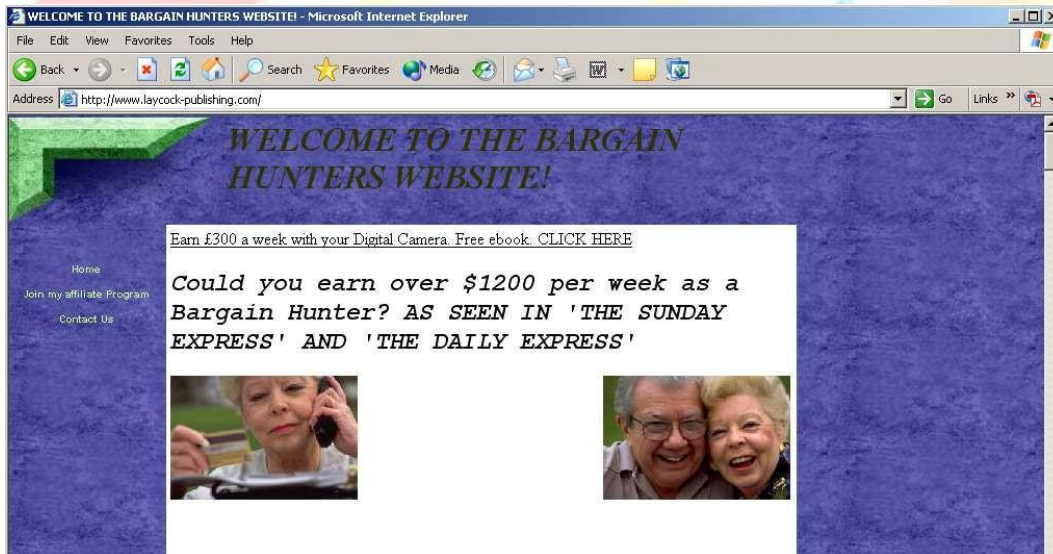 WELCOME TO THE BARGAIN HUNTERS WEBSITE! - Microsoft Internet Explorer
File Edit View Favorites Tools Help
Back Search Favorites Media
Address http://www.laycock-publishing.com/ Go Links »
WELCOME TO THE BARGAIN
HUNTERS WEBSITE!
Earn £300 a week with your Digital Camera. Free ebook. CLICK HERE
Home
Join my affiliate Program
Contact Us
Could you earn over $1200 per week as a
Bargain Hunter? AS SEEN IN 'THE SUNDAY
EXPRESS' AND 'THE DAILY EXPRESS'